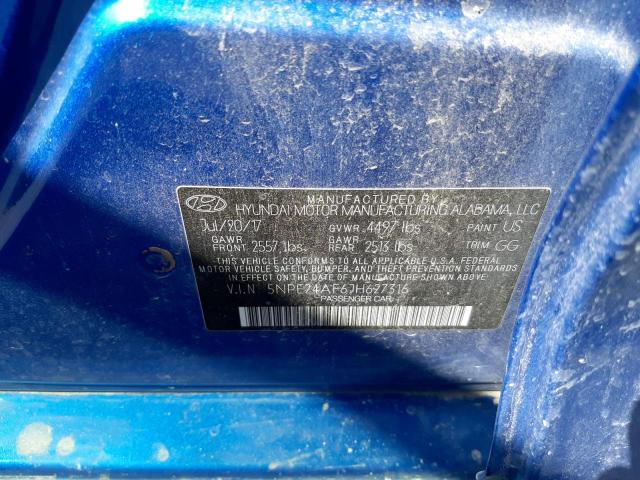 MANUFACTURED BY
HYUNDAI MOTOR MANUFACTURING ALABAMA, LLC
Jul/20/17 GVWR 4497 lbs PAINT US
GAWR FRONT 2557 lbs GAWR REAR 2513 lbs TRIM GG
THIS VEHICLE CONFORMS TO ALL APPLICABLE U.S.A. FEDERAL
MOTOR VEHICLE SAFETY, BUMPER, AND THEFT PREVENTION STANDARDS
IN EFFECT ON THE DATE OF MANUFACTURE SHOWN ABOVE.
V.I.N 5NPE24AF6JH697316
PASSENGER CAR